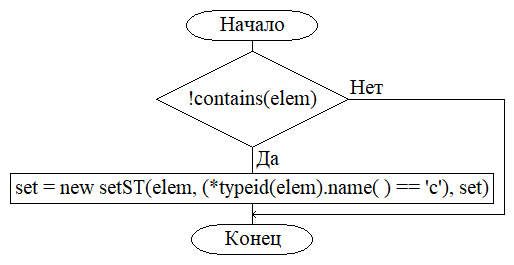 Начало
!contains(elem)
Нет
Да
set = new setST(elem, (*typeid(elem).name( ) == 'c'), set)
Конец